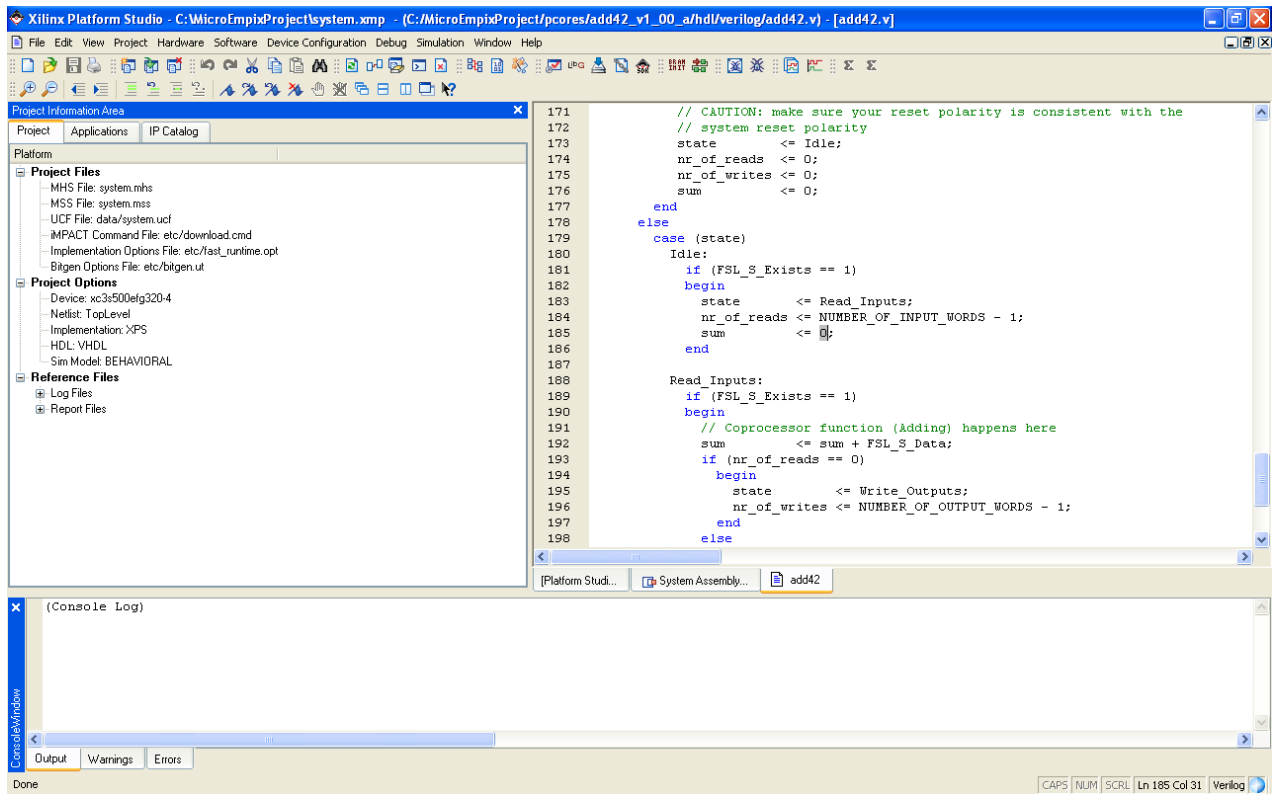 Xilinx Platform Studio - C:\MicroEmpixProject\system.xmp - (C:/MicroEmpixProject/pcores/add42_v1_00_a/hdl/verilog/add42.v) - [add42.v]
File Edit View Project Hardware Software Device Configuration Debug Simulation Window Help
Project Information Area
Project Applications IP Catalog
Platform
Project Files
MHS File: system.mhs
MSS File: system.mss
UCF File: data/system.ucf
iMPACT Command File: etc/download.cmd
Implementation Options File: etc/fast_runtime.opt
Bitgen Options File: etc/bitgen.ut
Project Options
Device: xc3s500efg320-4
Netlist: TopLevel
Implementation: XPS
HDL: VHDL
Sim Model: BEHAVIORAL
Reference Files
Log Files
Report Files
171 // CAUTION: make sure your reset polarity is consistent with the
172 // system reset polarity
173 state <= Idle;
174 nr_of_reads <= 0;
175 nr_of_writes <= 0;
176 sum <= 0;
177 end
178 else
179 case (state)
180 Idle:
181 if (FSL_S_Exists == 1)
182 begin
183 state <= Read_Inputs;
184 nr_of_reads <= NUMBER_OF_INPUT_WORDS - 1;
185 sum <= 0;
186 end
187
188 Read_Inputs:
189 if (FSL_S_Exists == 1)
190 begin
191 // Coprocessor function (Adding) happens here
192 sum <= sum + FSL_S_Data;
193 if (nr_of_reads == 0)
194 begin
195 state <= Write_Outputs;
196 nr_of_writes <= NUMBER_OF_OUTPUT_WORDS - 1;
197 end
198 else
[Platform Studi... System Assembly... add42
(Console Log)
ConsoleWindow
Output Warnings Errors
Done CAPS NUM SCRL Ln 185 Col 31 Verilog